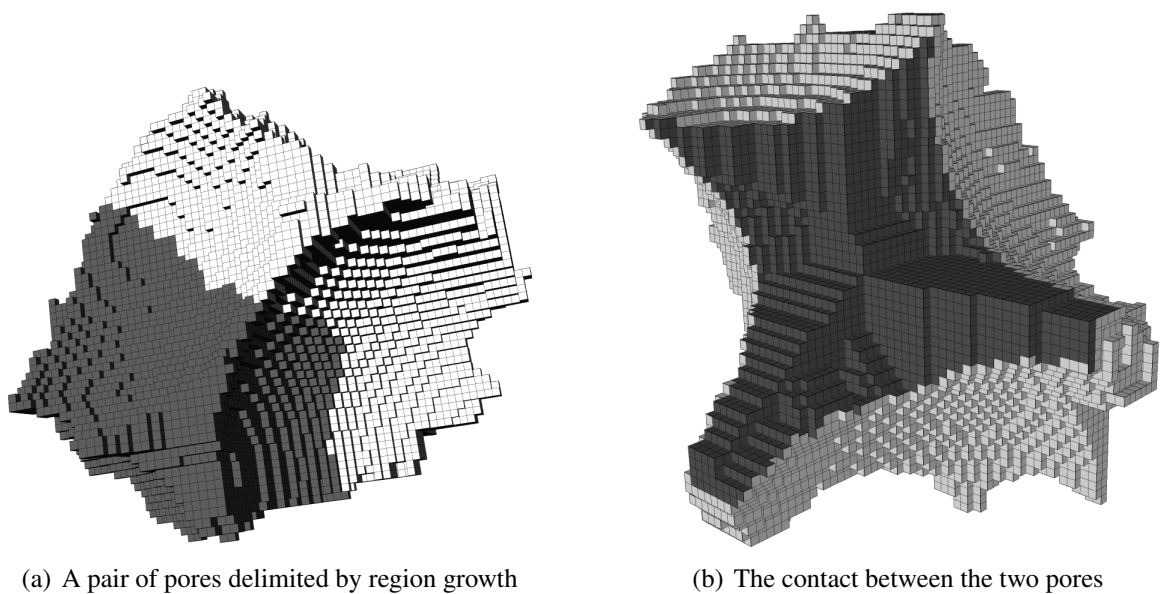 (a) A pair of pores delimited by region growth
(b) The contact between the two pores